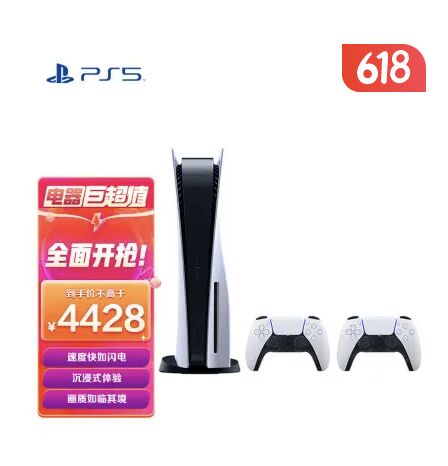 PS5
618
电器巨超值
全面开抢!
到手价不高于
¥4428
速度快如闪电
沉浸式体验
画质如临其境